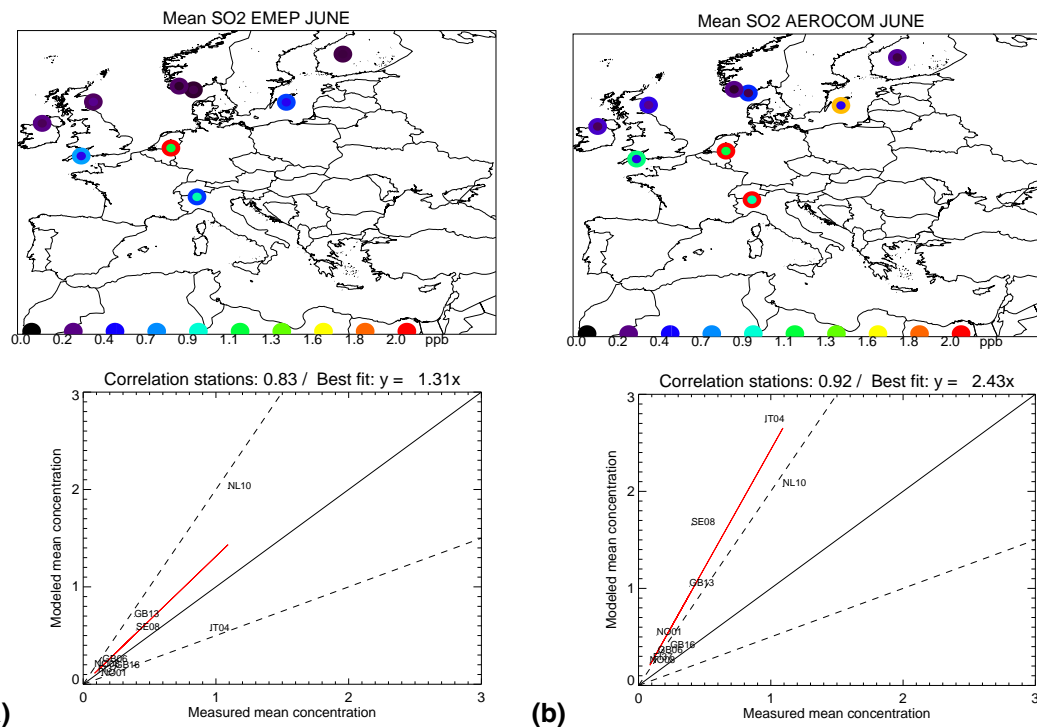 Mean SO2 EMEP JUNE
0.0 0.2 0.4 0.7 0.9 1.1 1.3 1.6 1.8 2.0 ppb
Correlation stations: 0.83 / Best fit: y = 1.31x
Modeled mean concentration
3
2
1
0
NL10
GB13
SE08
IT04
GB06
GB16
NO01
0 1 2 3
Measured mean concentration
)
Mean SO2 AEROCOM JUNE
0.0 0.2 0.4 0.7 0.9 1.1 1.3 1.6 1.8 2.0 ppb
Correlation stations: 0.92 / Best fit: y = 2.43x
Modeled mean concentration
3
2
1
0
IT04
NL10
SE08
GB13
NO01
GB16
GB06
NO08
0 1 2 3
Measured mean concentration
(b)